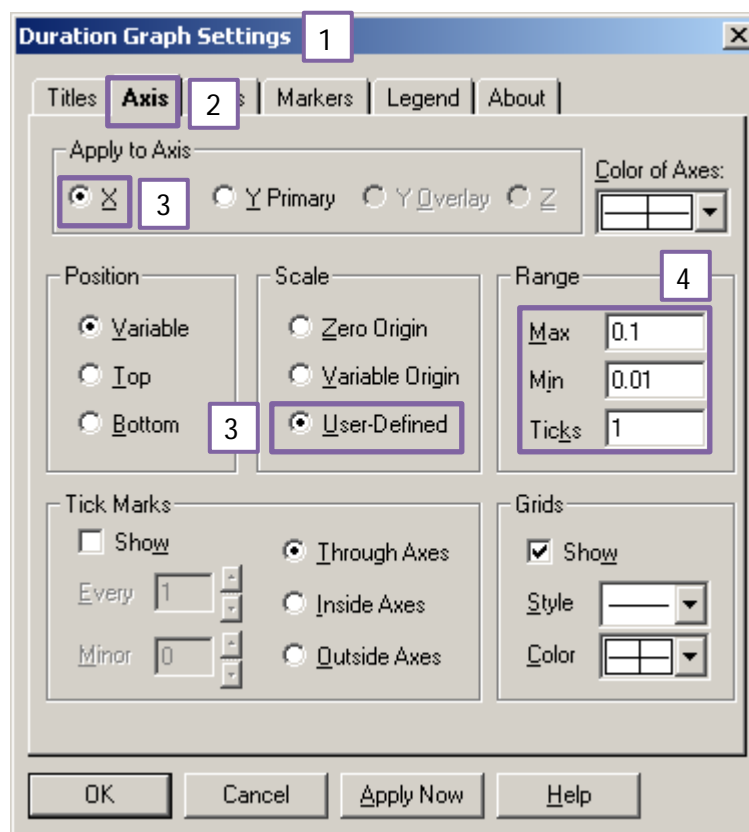 Duration Graph Settings 1
Titles Axis 2 s Markers Legend About
Apply to Axis
X 3 Y Primary Y Overlay Z
Color of Axes:
Position Scale Range 4
Variable Zero Origin Max 0.1
Top Variable Origin Min 0.01
Bottom 3 User-Defined Ticks 1
Tick Marks Grids
Show Through Axes Show
Every 1 Inside Axes Style
Minor 0 Outside Axes Color
OK Cancel Apply Now Help